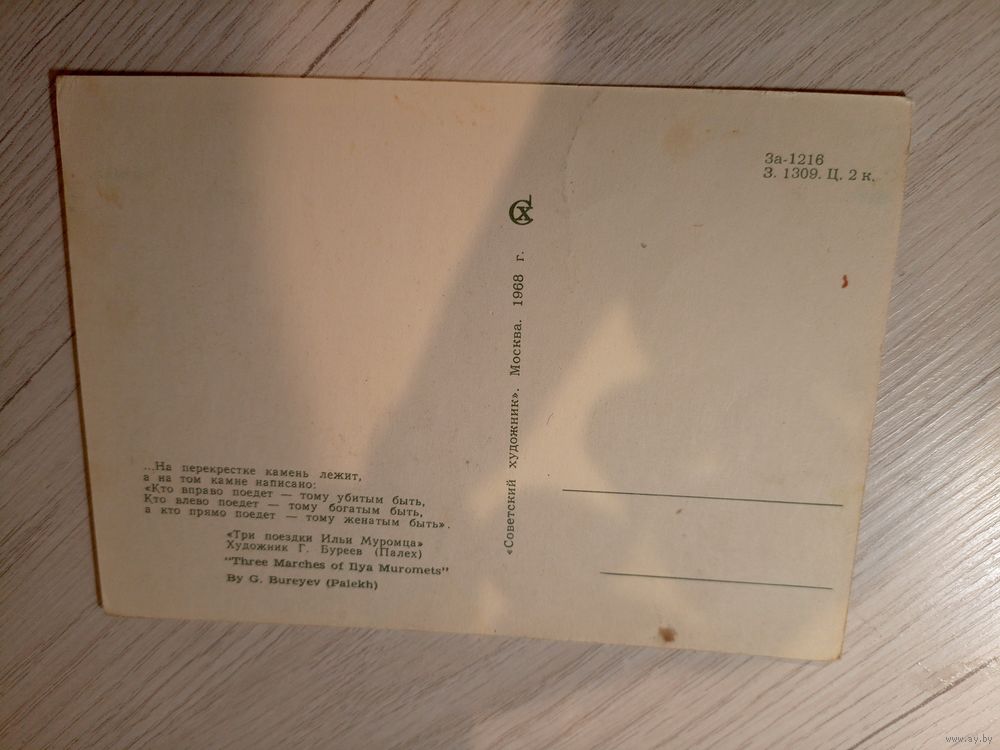 За-1216
З. 1309. Ц. 2 к.
СХ
«Советский художник». Москва. 1968 г.
...На перекрестке камень лежит,
а на том камне написано:
«Кто вправо поедет — тому убитым быть,
Кто влево поедет — тому богатым быть,
а кто прямо поедет — тому женатым быть».
«Три поездки Ильи Муромца»
Художник Г. Буреев (Палех)
"Three Marches of Ilya Muromets"
By G. Bureyev (Palekh)
www.ay.by